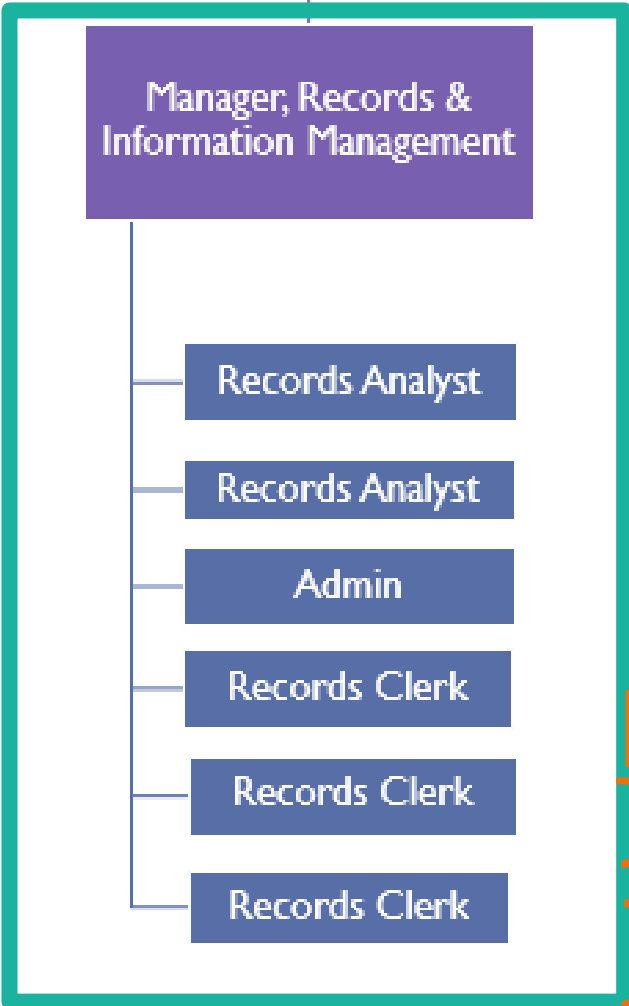 Manager, Records &
Information Management
Records Analyst
Records Analyst
Admin
Records Clerk
Records Clerk
Records Clerk